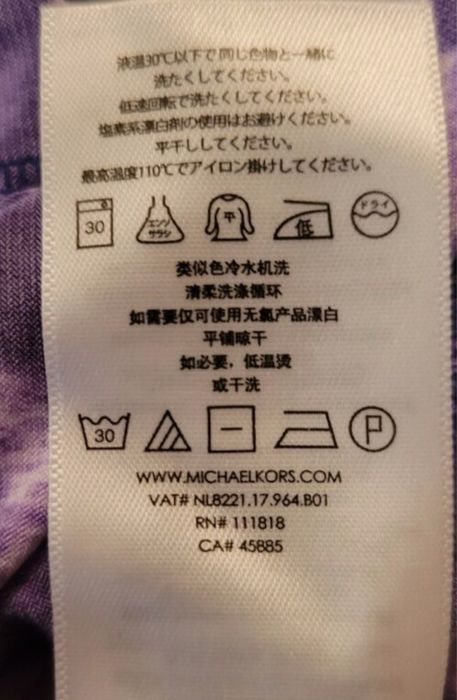 液温30℃以下で同じ色物と一緒に
洗たくしてください。
低速回転で洗たくしてください。
塩素系漂白剤の使用はお避けください。
平干ししてください。
最高温度110℃でアイロン掛けしてください。
30 エンソサラシ 平 低 ドライ
类似色冷水机洗
清柔洗涤循环
如需要仅可使用无氯产品漂白
平铺晾干
如必要，低温烫
或干洗
30 P
WWW.MICHAELKORS.COM
VAT# NL8221.17.964.B01
RN# 111818
CA# 45885